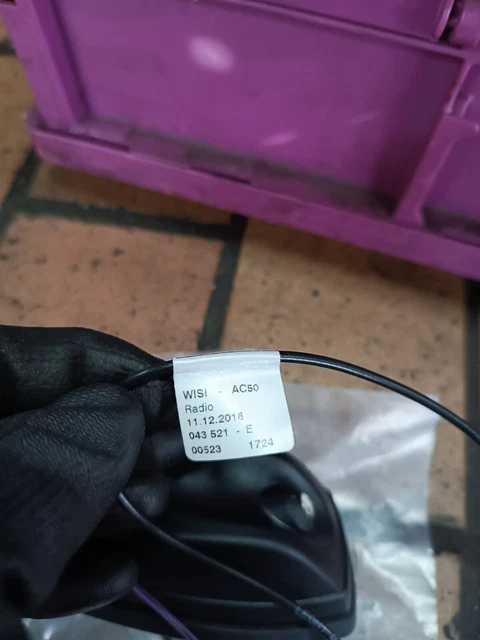 WISI - AC50
Radio
11.12.2018
043 521 - E
00523 1724